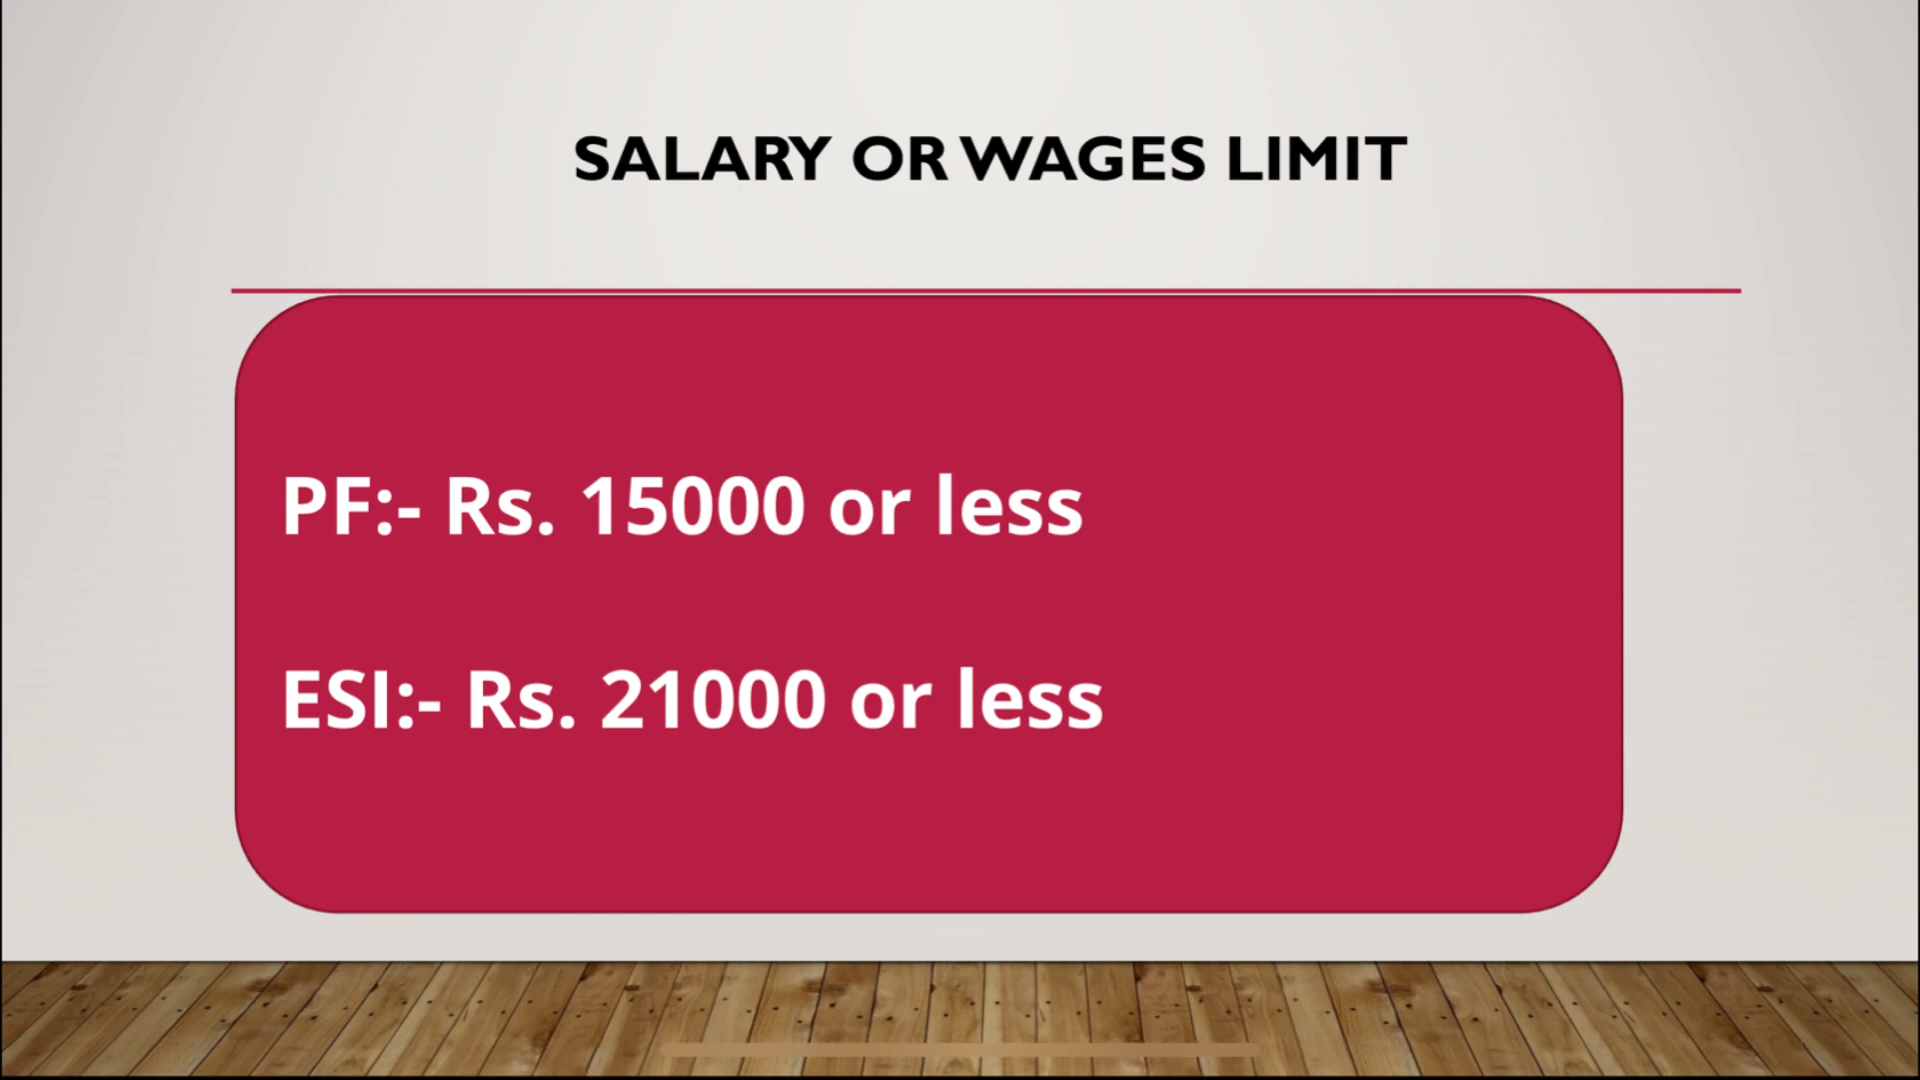 SALARY OR WAGES LIMIT
PF:- Rs. 15000 or less
ESI:- Rs. 21000 or less